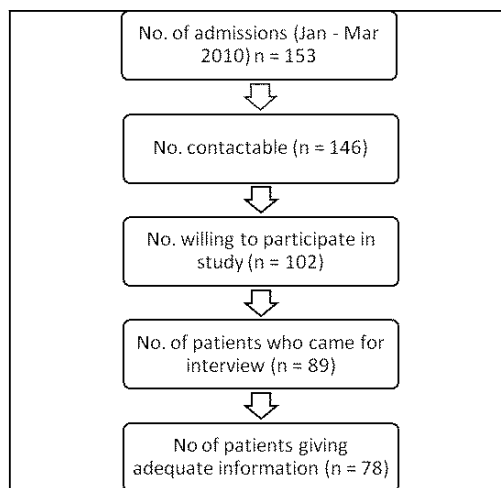 No. of admissions (Jan - Mar
2010) n = 153
No. contactable (n = 146)
No. willing to participate in
study (n = 102)
No. of patients who came for
interview (n = 89)
No of patients giving
adequate information (n = 78)